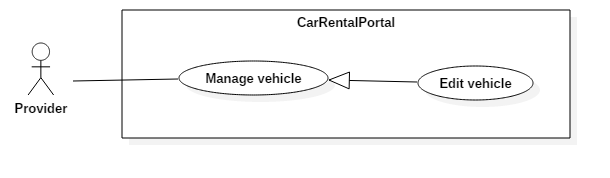 CarRentalPortal
Manage vehicle
Edit vehicle
Provider